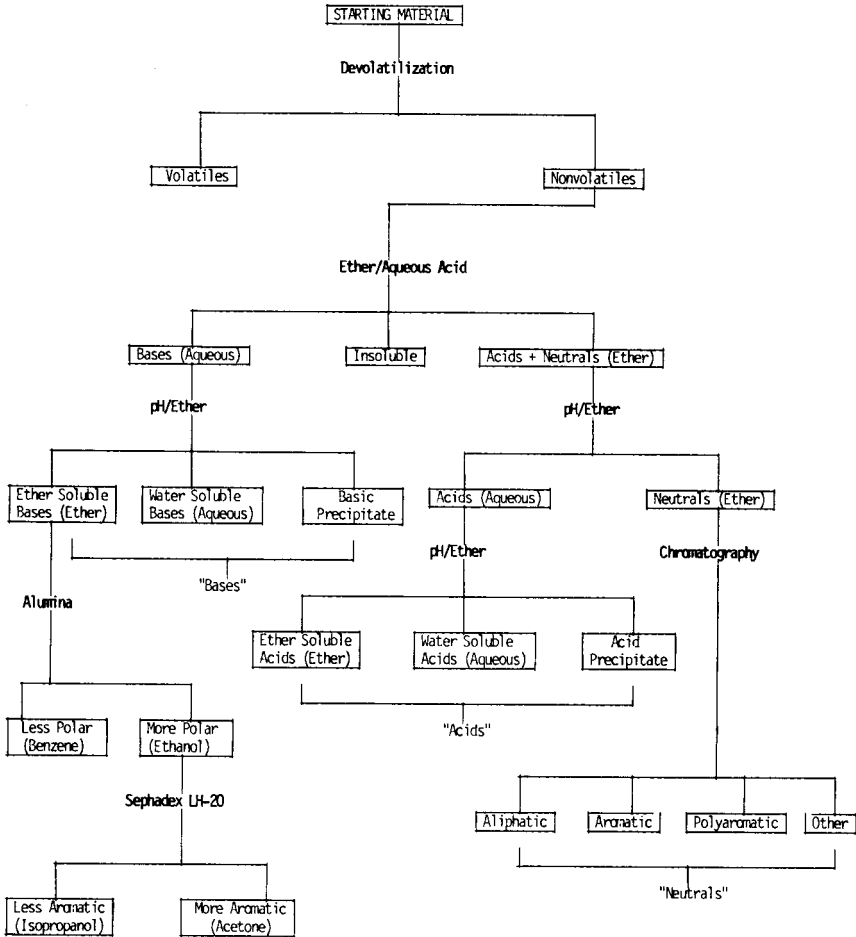 STARTING MATERIAL
Devolatilization
Volatiles
Nonvolatiles
Ether/Aqueous Acid
Bases (Aqueous)
Insoluble
Acids + Neutrals (Ether)
pH/Ether
pH/Ether
Ether Soluble
Bases (Ether)
Water Soluble
Bases (Aqueous)
Basic
Precipitate
Acids (Aqueous)
Neutrals (Ether)
"Bases"
pH/Ether
Chromatography
Alumina
Ether Soluble
Acids (Ether)
Water Soluble
Acids (Aqueous)
Acid
Precipitate
"Acids"
Less Polar
(Benzene)
More Polar
(Ethanol)
Sephadex LH-20
Aliphatic
Aromatic
Polyaromatic
Other
"Neutrals"
Less Aromatic
(Isopropanol)
More Aromatic
(Acetone)